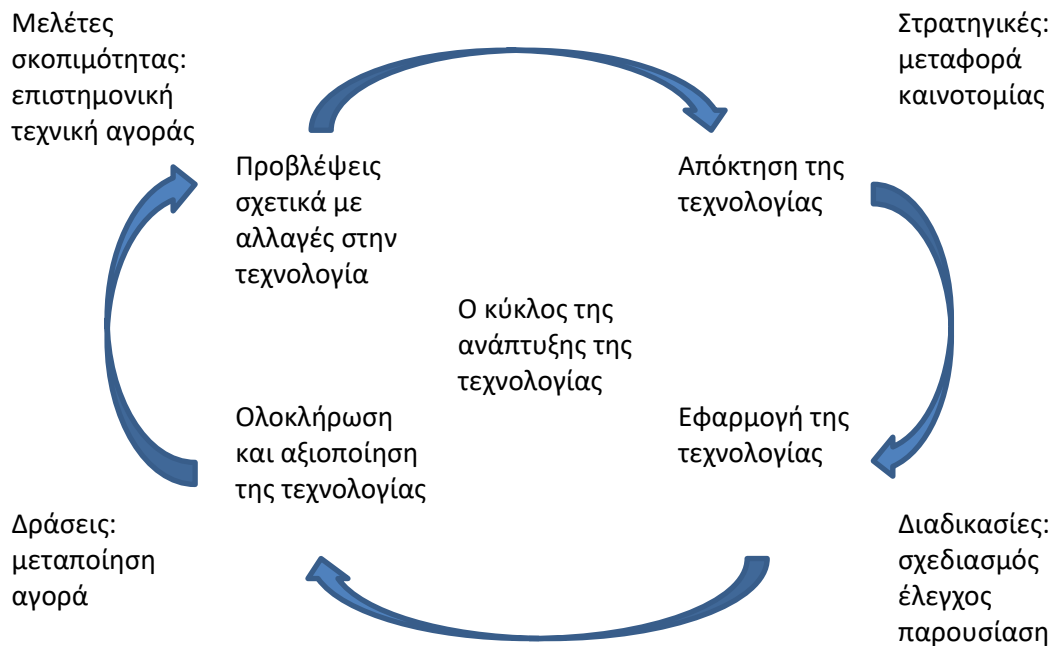 Μελέτες
σκοπιμότητας:
επιστημονική
τεχνική αγοράς
Στρατηγικές:
μεταφορά
καινοτομίας
Προβλέψεις
σχετικά με
αλλαγές στην
τεχνολογία
Απόκτηση της
τεχνολογίας
Ο κύκλος της
ανάπτυξης της
τεχνολογίας
Ολοκλήρωση
και αξιοποίηση
της τεχνολογίας
Εφαρμογή της
τεχνολογίας
Δράσεις:
μεταποίηση
αγορά
Διαδικασίες:
σχεδιασμός
έλεγχος
παρουσίαση